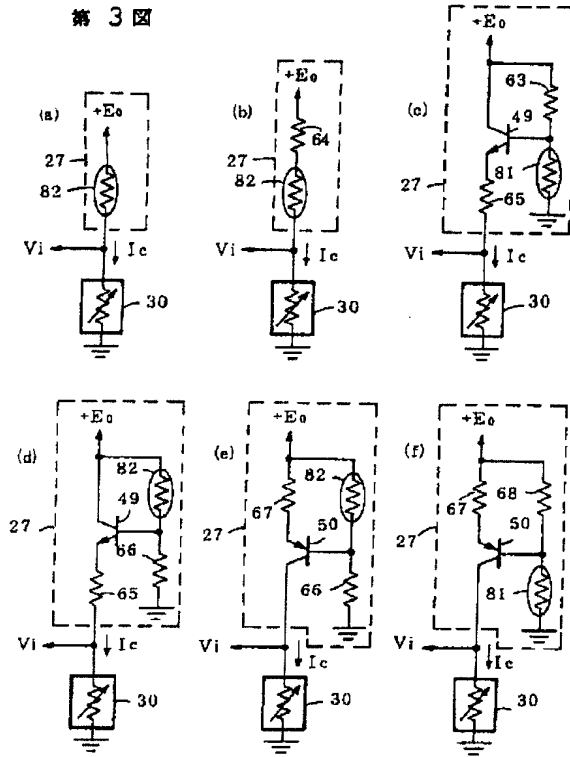 第 3 図
(a)
+E₀
27
82
Vi
Ic
30
(b)
+E₀
64
27
82
Vi
Ic
30
(c)
+E₀
63
49
81
27
65
Vi
Ic
30
(d)
+E₀
82
49
27
66
65
Vi
Ic
30
(e)
+E₀
82
67
50
27
66
Vi
Ic
30
(f)
+E₀
67
68
50
27
81
Vi
Ic
30